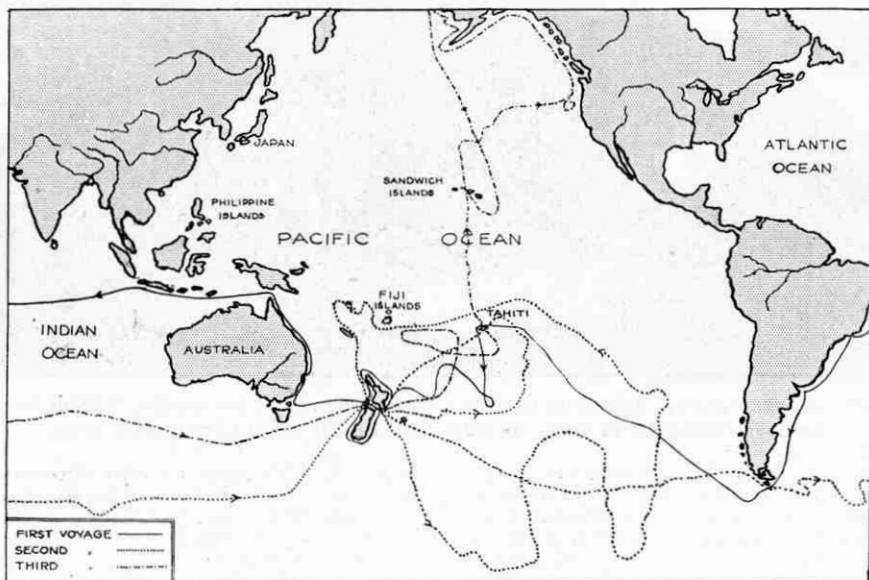 JAPAN
ATLANTIC
OCEAN
SANDWICH
ISLANDS
PHILIPPINE
ISLANDS
PACIFIC OCEAN
FIJI
ISLANDS
TAHITI
INDIAN
OCEAN
AUSTRALIA
FIRST VOYAGE
SECOND "
THIRD "